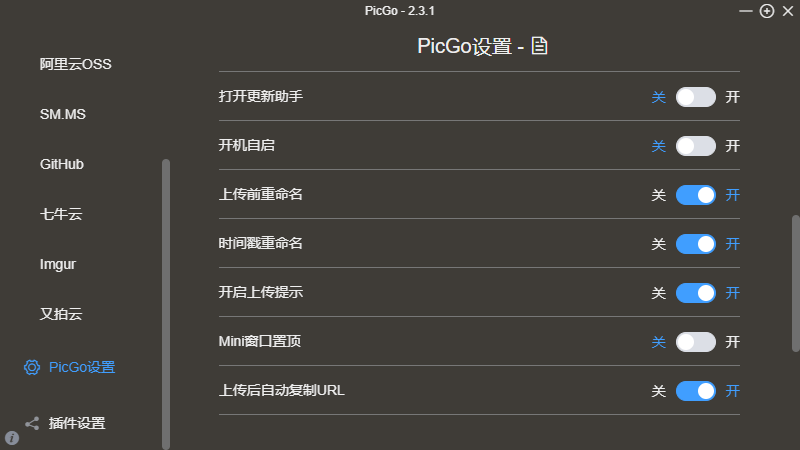 PicGo - 2.3.1
PicGo设置 -
阿里云OSS
SM.MS
GitHub
七牛云
Imgur
又拍云
PicGo设置
插件设置
打开更新助手 关 开
开机自启 关 开
上传前重命名 关 开
时间戳重命名 关 开
开启上传提示 关 开
Mini窗口置顶 关 开
上传后自动复制URL 关 开